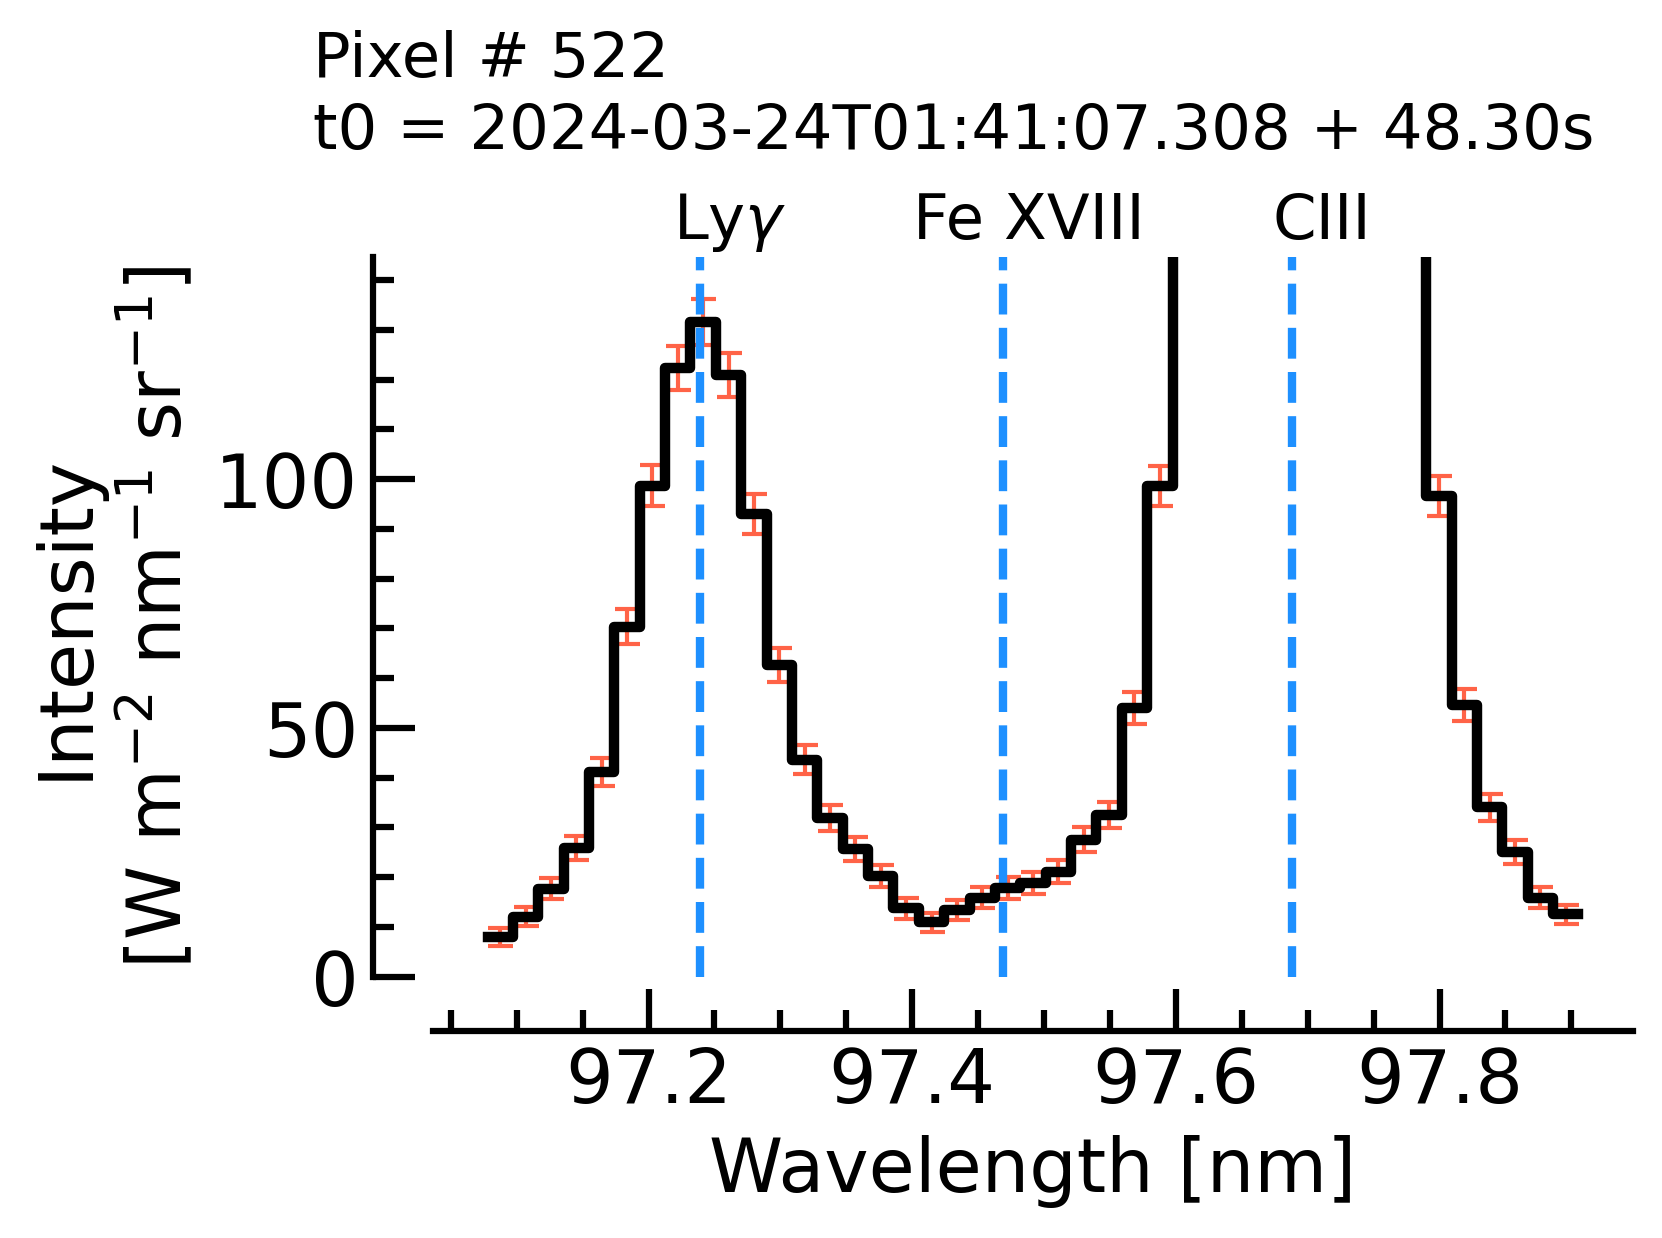 Pixel # 522
t0 = 2024-03-24T01:41:07.308 + 48.30s
Lyγ Fe XVIII CIII
Intensity
[W m⁻² nm⁻¹ sr⁻¹]
100
50
0
97.2 97.4 97.6 97.8
Wavelength [nm]